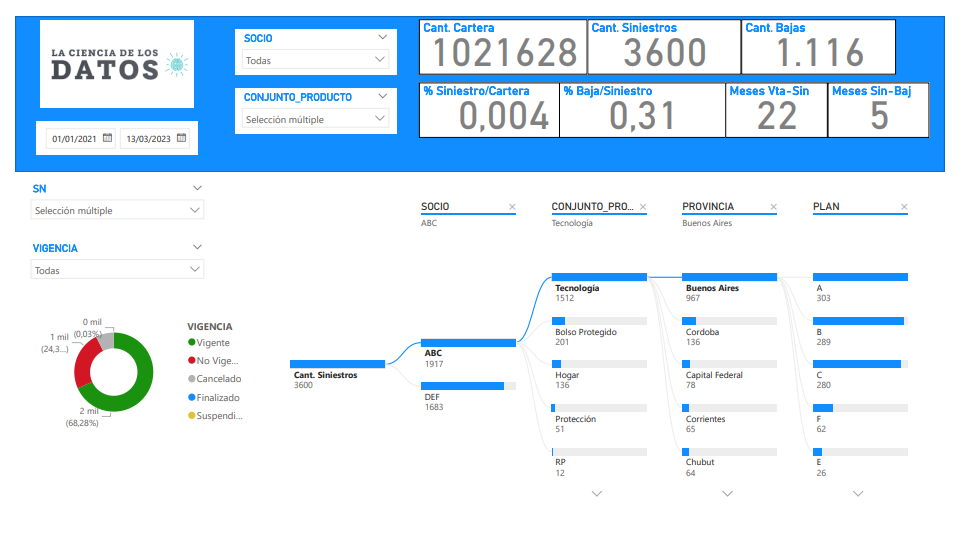 LA CIENCIA DE LOS
DATOS
01/01/2021
13/03/2023
SOCIO
Todas
CONJUNTO_PRODUCTO
Selección múltiple
Cant. Cartera
1021628
Cant. Siniestros
3600
Cant. Bajas
1.116
% Siniestro/Cartera
0,004
% Baja/Siniestro
0,31
Meses Vta-Sin
22
Meses Sin-Baj
5
SN
Selección múltiple
VIGENCIA
Todas
0 mil
(0,03%)
1 mil
(24,3...)
2 mil
(68,28%)
VIGENCIA
Vigente
No Vige...
Cancelado
Finalizado
Suspendi...
SOCIO
ABC
CONJUNTO_PRO...
Tecnología
PROVINCIA
Buenos Aires
PLAN
Cant. Siniestros
3600
ABC
1917
DEF
1683
Tecnología
1512
Bolso Protegido
201
Hogar
136
Protección
51
RP
12
Buenos Aires
967
Cordoba
136
Capital Federal
78
Corrientes
65
Chubut
64
A
303
B
289
C
280
F
62
E
26